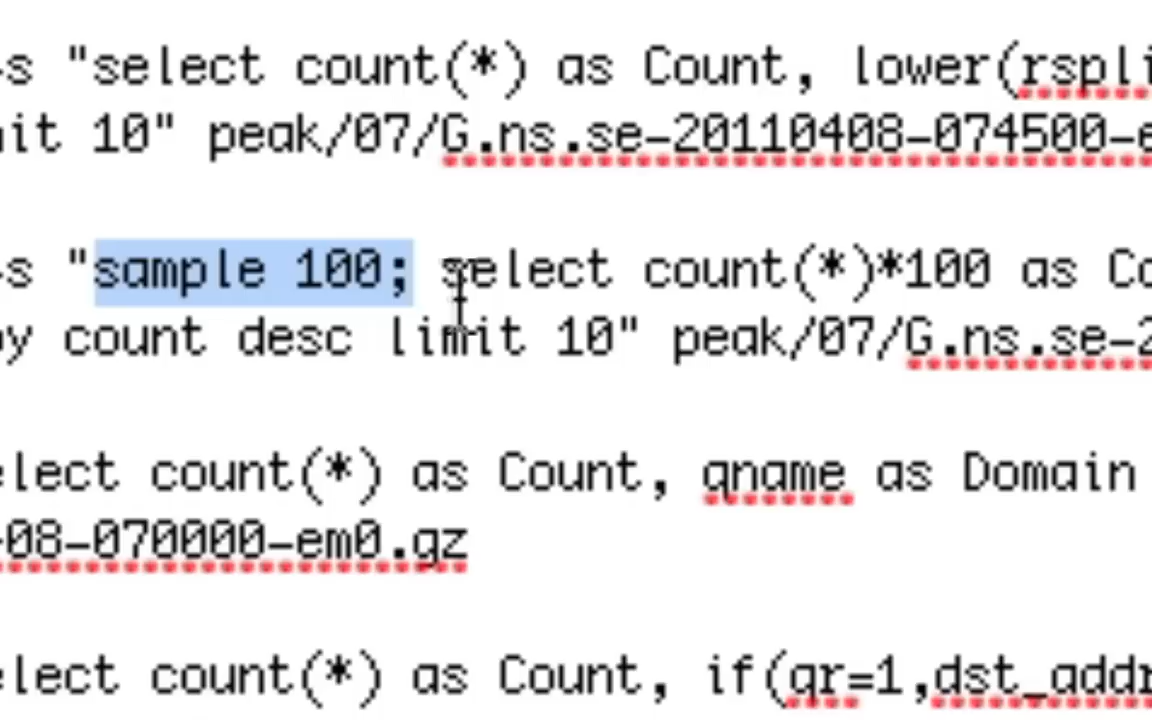 -s "select count(*) as Count, lower(rspli
nit 10" peak/07/G.ns.se-20110408-074500-e
-s "sample 100; select count(*)*100 as Co
by count desc limit 10" peak/07/G.ns.se-2
elect count(*) as Count, qname as Domain
-08-070000-em0.gz
elect count(*) as Count, if(qr=1,dst_addr